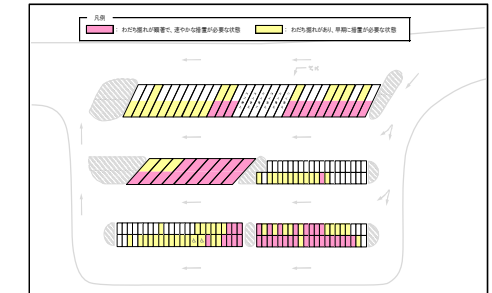 凡例
：わだち掘れが顕著で、速やかな措置が必要な状態
：わだち掘れがあり、早期に措置が必要な状態